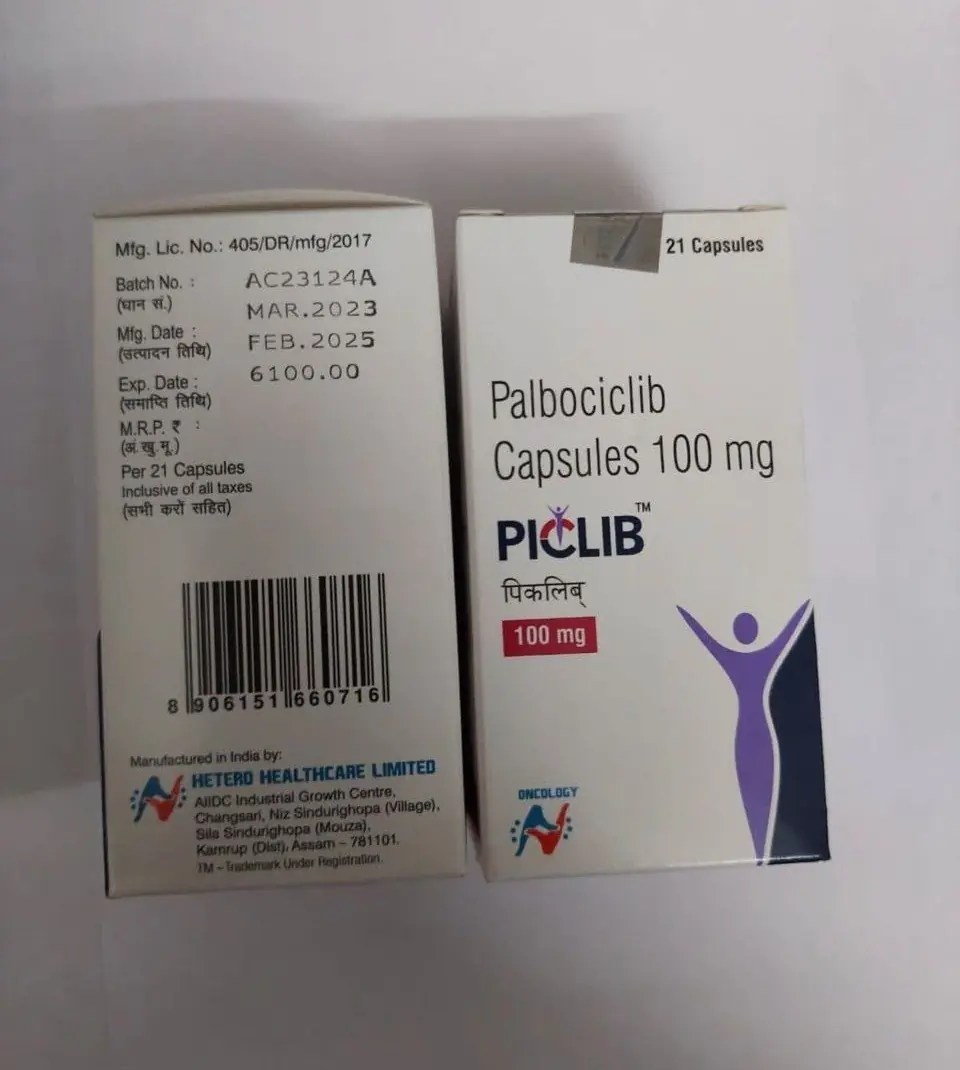 Mfg. Lic. No.: 405/DR/mfg/2017
Batch No. : AC23124A
(घान सं.)
MAR.2023
Mfg. Date :
(उत्पादन तिथि)
FEB.2025
Exp. Date :
(समाप्ति तिथि)
6100.00
M.R.P. ₹ :
(अं.खु.मू.)
Per 21 Capsules
Inclusive of all taxes
(सभी करों सहित)
8 906151 660716
Manufactured in India by:
HETERO HEALTHCARE LIMITED
AIIDC Industrial Growth Centre,
Changsari, Niz Sindurighopa (Village),
Sila Sindurighopa (Mouza),
Kamrup (Dist), Assam – 781101.
TM – Trademark Under Registration.
21 Capsules
Palbociclib
Capsules 100 mg
PICLIB™
पिकलिब्
100 mg
ONCOLOGY